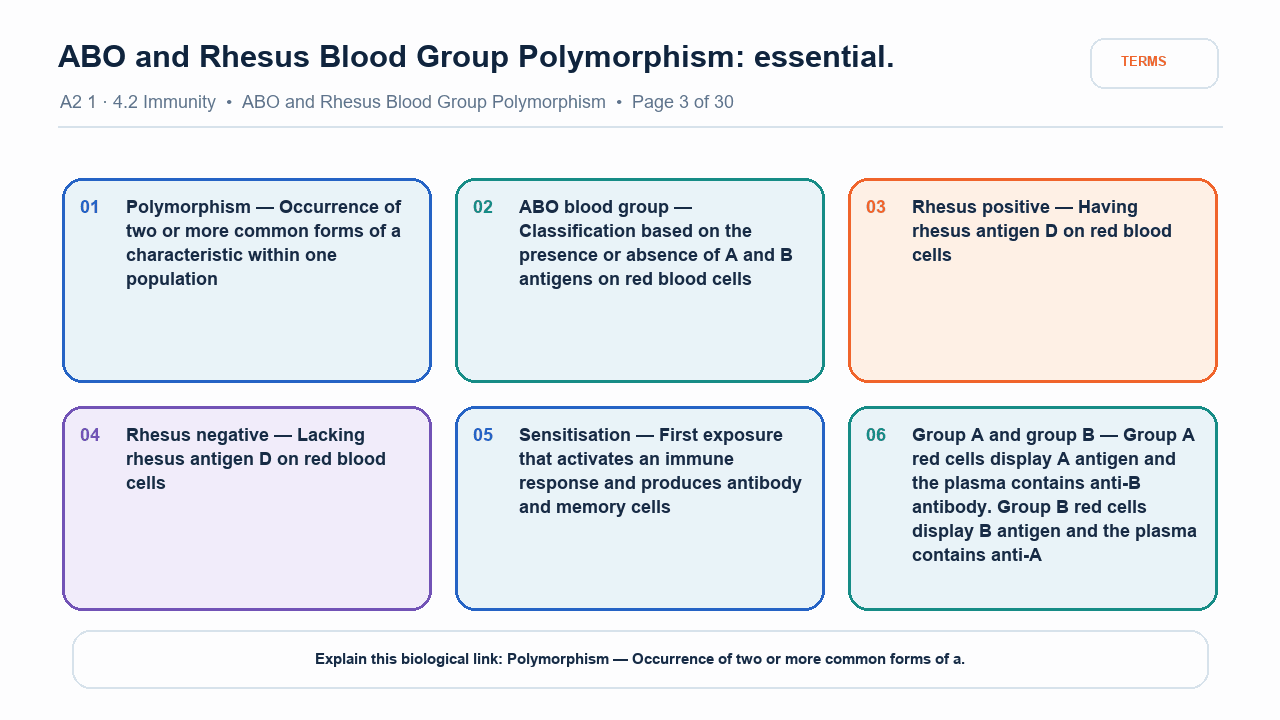 ABO and Rhesus Blood Group Polymorphism: essential.
TERMS
A2 1 · 4.2 Immunity • ABO and Rhesus Blood Group Polymorphism • Page 3 of 30
01
Polymorphism — Occurrence of
two or more common forms of a
characteristic within one
population
02
ABO blood group —
Classification based on the
presence or absence of A and B
antigens on red blood cells
03
Rhesus positive — Having
rhesus antigen D on red blood
cells
04
Rhesus negative — Lacking
rhesus antigen D on red blood
cells
05
Sensitisation — First exposure
that activates an immune
response and produces antibody
and memory cells
06
Group A and group B — Group A
red cells display A antigen and
the plasma contains anti-B
antibody. Group B red cells
display B antigen and the plasma
contains anti-A
Explain this biological link: Polymorphism — Occurrence of two or more common forms of a.